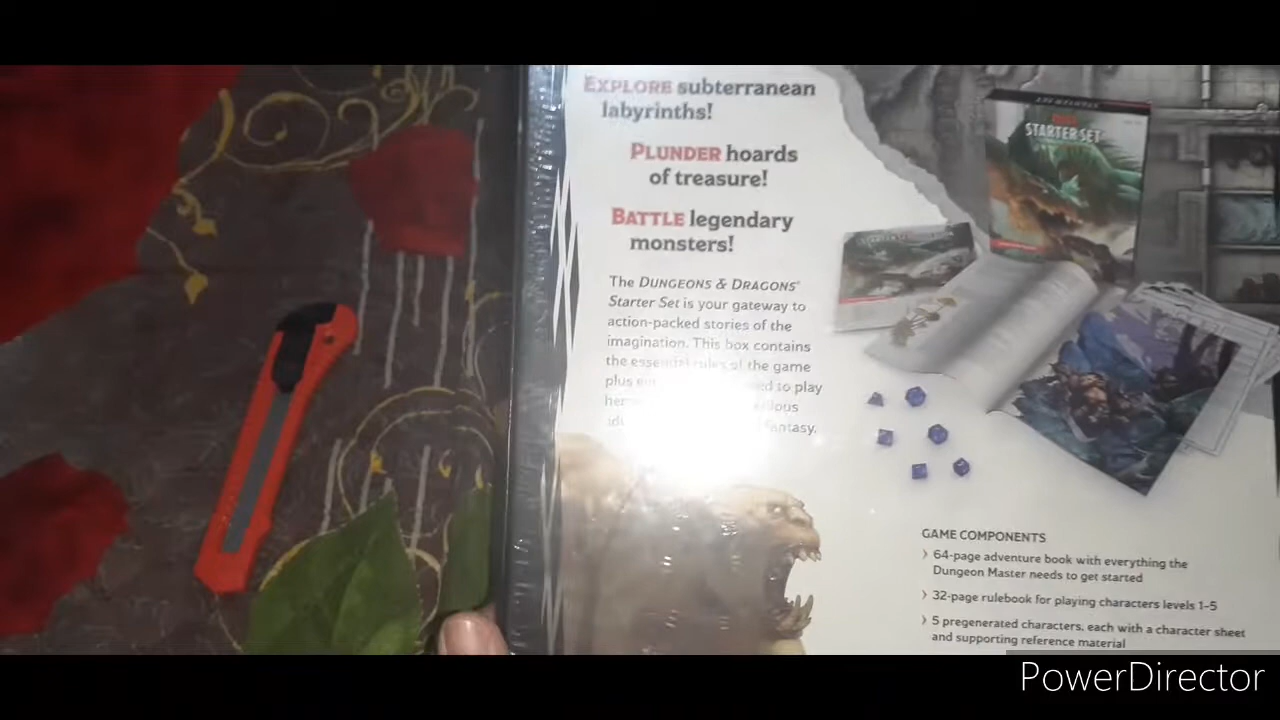 EXPLORE subterranean
labyrinths!
PLUNDER hoards
of treasure!
BATTLE legendary
monsters!
The DUNGEONS & DRAGONS®
Starter Set is your gateway to
action-packed stories of the
imagination. This box contains
the essential rules of the game
plus to play
fantasy.
STARTER SET
GAME COMPONENTS
› 64-page adventure book with everything the
Dungeon Master needs to get started
› 32-page rulebook for playing characters levels 1-5
› 5 pregenerated characters, each with a character sheet
and supporting reference material
PowerDirector